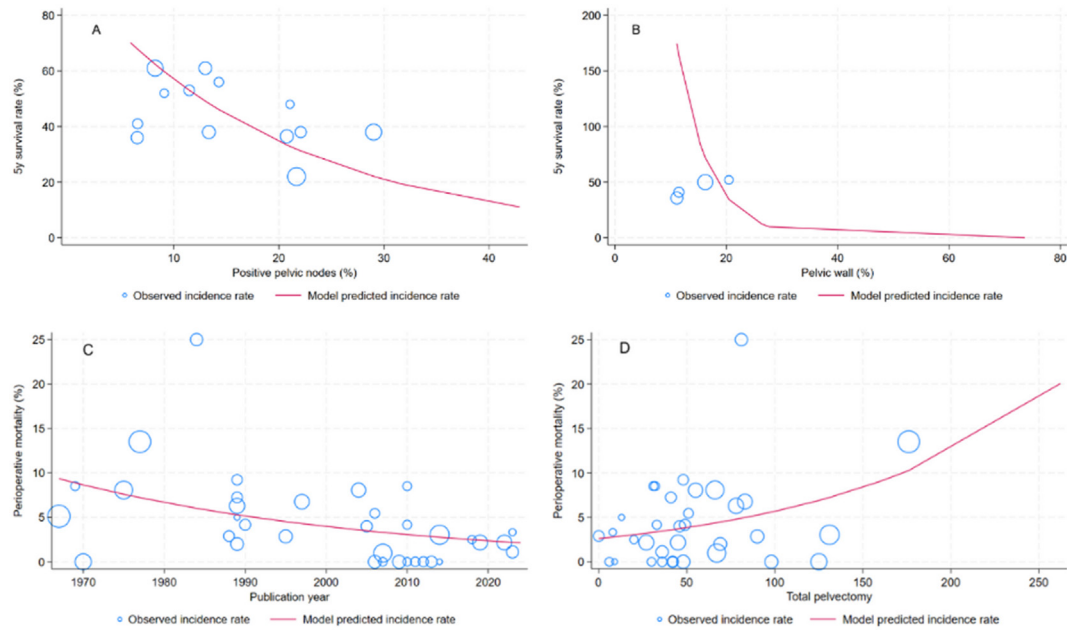 A
5y survival rate (%)
80
60
40
20
0
10 20 30 40
Positive pelvic nodes (%)
Observed incidence rate Model predicted incidence rate
B
5y survival rate (%)
200
150
100
50
0
0 20 40 60 80
Pelvic wall (%)
Observed incidence rate Model predicted incidence rate
C
Perioperative mortality (%)
25
20
15
10
5
0
1970 1980 1990 2000 2010 2020
Publication year
Observed incidence rate Model predicted incidence rate
D
Perioperative mortality (%)
25
20
15
10
5
0
0 50 100 150 200 250
Total pelvectomy
Observed incidence rate Model predicted incidence rate